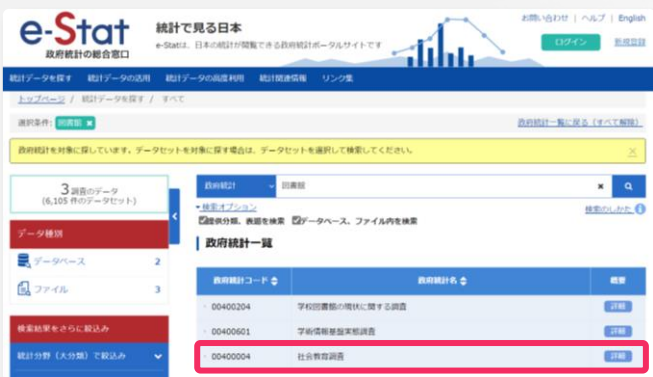 e-Stat
政府統計の総合窓口
統計で見る日本
e-Statは、日本の統計が閲覧できる政府統計ポータルサイトです
お問い合わせ | ヘルプ | English
ログイン 新規登録
統計データを探す 統計データの活用 統計データの高度利用 統計関連情報 リンク集
トップページ / 統計データを探す / すべて
選択条件: 図書館 ×
政府統計一覧に戻る（すべて解除）
政府統計を対象に探しています。データセットを対象に探す場合は、データセットを選択して検索してください。 ×
3調査のデータ
(6,105 件のデータセット)
データ種別
データベース 2
ファイル 3
検索結果をさらに絞込み
統計分野（大分類）で絞込み
政府統計 図書館 ×
検索オプション 検索のしかた
提供分類、表題を検索 データベース、ファイル内を検索
政府統計一覧
政府統計コード 政府統計名 概要
00400204 学校図書館の現状に関する調査 詳細
00400601 学術情報基盤実態調査 詳細
00400004 社会教育調査 詳細